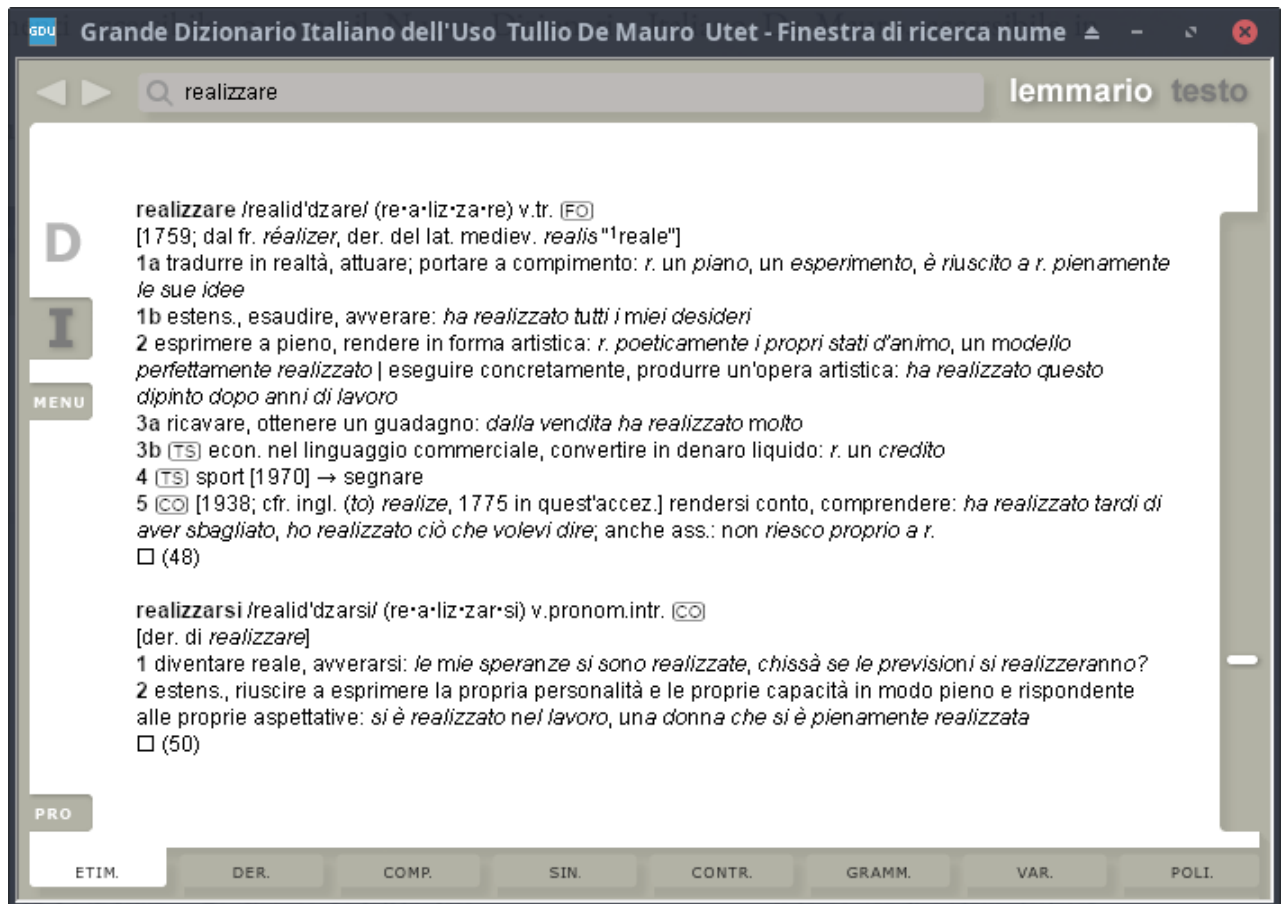 GDU Grande Dizionario Italiano dell'Uso Tullio De Mauro Utet - Finestra di ricerca nume
realizzare
lemmario testo
D
I
MENU
PRO
realizzare /realid'dzare/ (re•a•liz•za•re) v.tr. FO
[1759; dal fr. réalizer, der. del lat. mediev. realis "¹reale"]
1a tradurre in realtà, attuare; portare a compimento: r. un piano, un esperimento, è riuscito a r. pienamente
le sue idee
1b estens., esaudire, avverare: ha realizzato tutti i miei desideri
2 esprimere a pieno, rendere in forma artistica: r. poeticamente i propri stati d'animo, un modello
perfettamente realizzato | eseguire concretamente, produrre un'opera artistica: ha realizzato questo
dipinto dopo anni di lavoro
3a ricavare, ottenere un guadagno: dalla vendita ha realizzato molto
3b TS econ. nel linguaggio commerciale, convertire in denaro liquido: r. un credito
4 TS sport [1970] → segnare
5 CO [1938; cfr. ingl. (to) realize, 1775 in quest'accez.] rendersi conto, comprendere: ha realizzato tardi di
aver sbagliato, ho realizzato ciò che volevi dire; anche ass.: non riesco proprio a r.
□ (48)
realizzarsi /realid'dzarsi/ (re•a•liz•zar•si) v.pronom.intr. CO
[der. di realizzare]
1 diventare reale, avverarsi: le mie speranze si sono realizzate, chissà se le previsioni si realizzeranno?
2 estens., riuscire a esprimere la propria personalità e le proprie capacità in modo pieno e rispondente
alle proprie aspettative: si è realizzato nel lavoro, una donna che si è pienamente realizzata
□ (50)
ETIM. DER. COMP. SIN. CONTR. GRAMM. VAR. POLI.